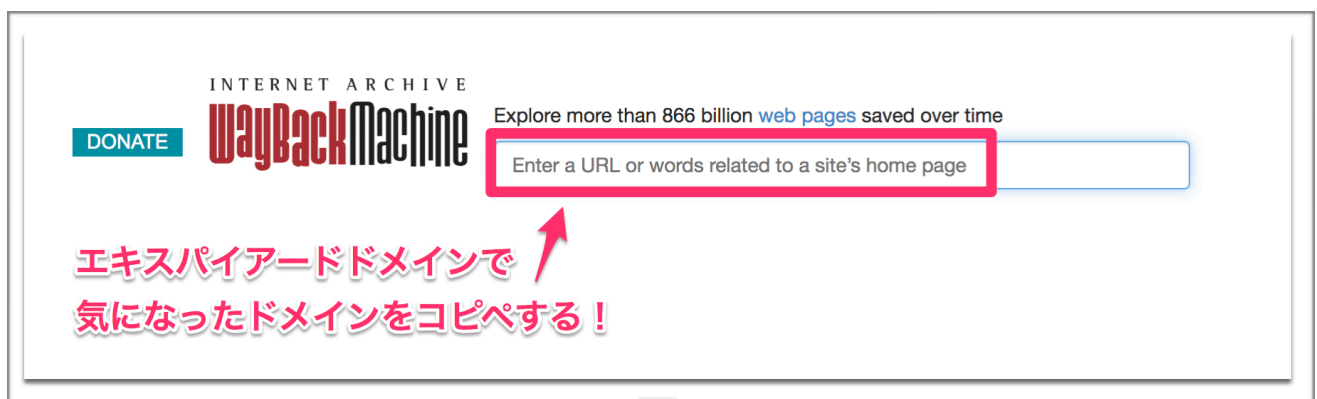 INTERNET ARCHIVE
WayBackMachine
DONATE
Explore more than 866 billion web pages saved over time
Enter a URL or words related to a site's home page
エキスパイアードドメインで
気になったドメインをコピペする！